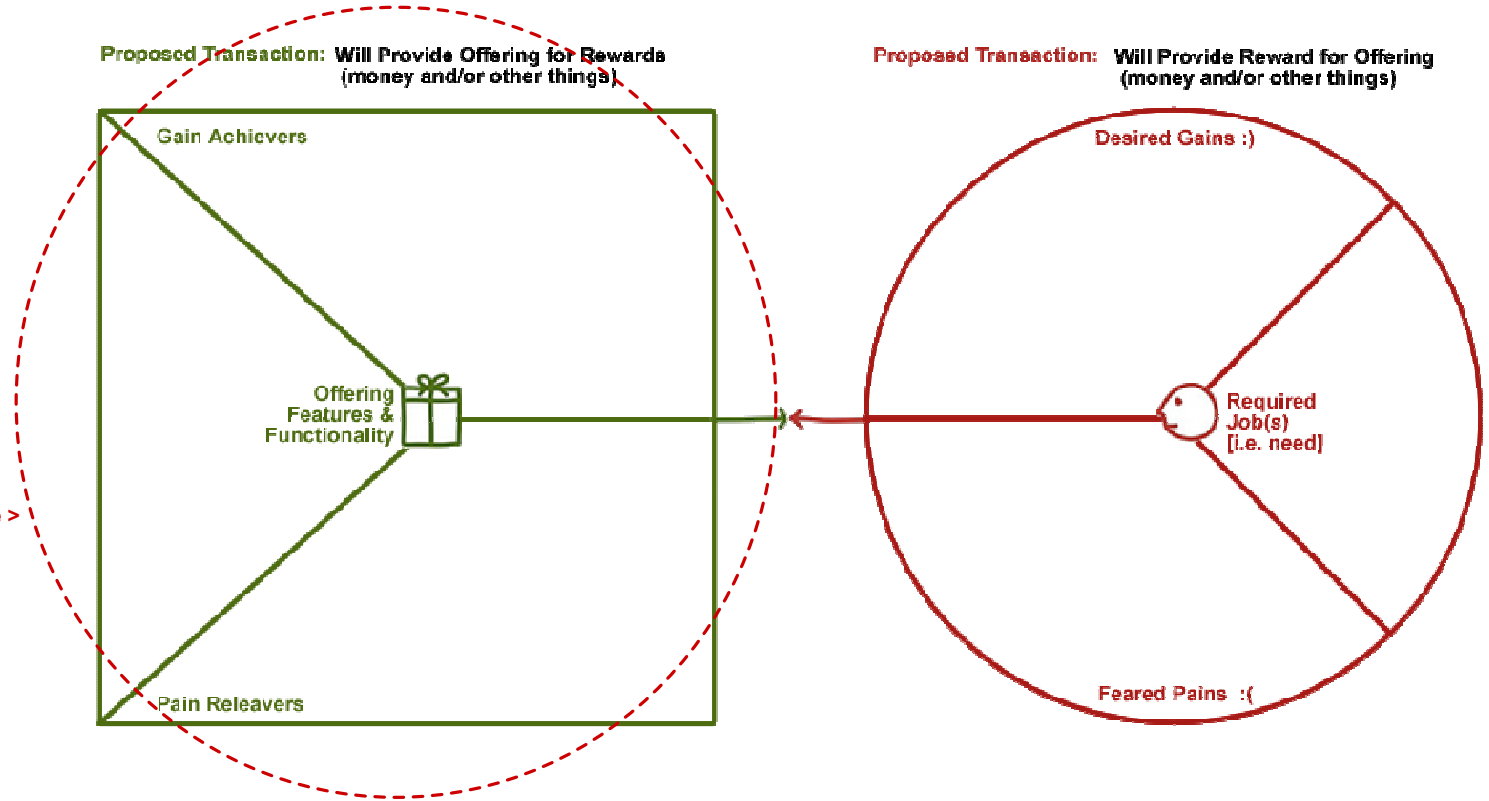 Proposed Transaction: Will Provide Offering for Rewards
(money and/or other things)
Gain Achievers
Offering
Features &
Functionality
Pain Releavers
>
Proposed Transaction: Will Provide Reward for Offering
(money and/or other things)
Desired Gains :)
Required
Job(s)
[i.e. need]
Feared Pains :(